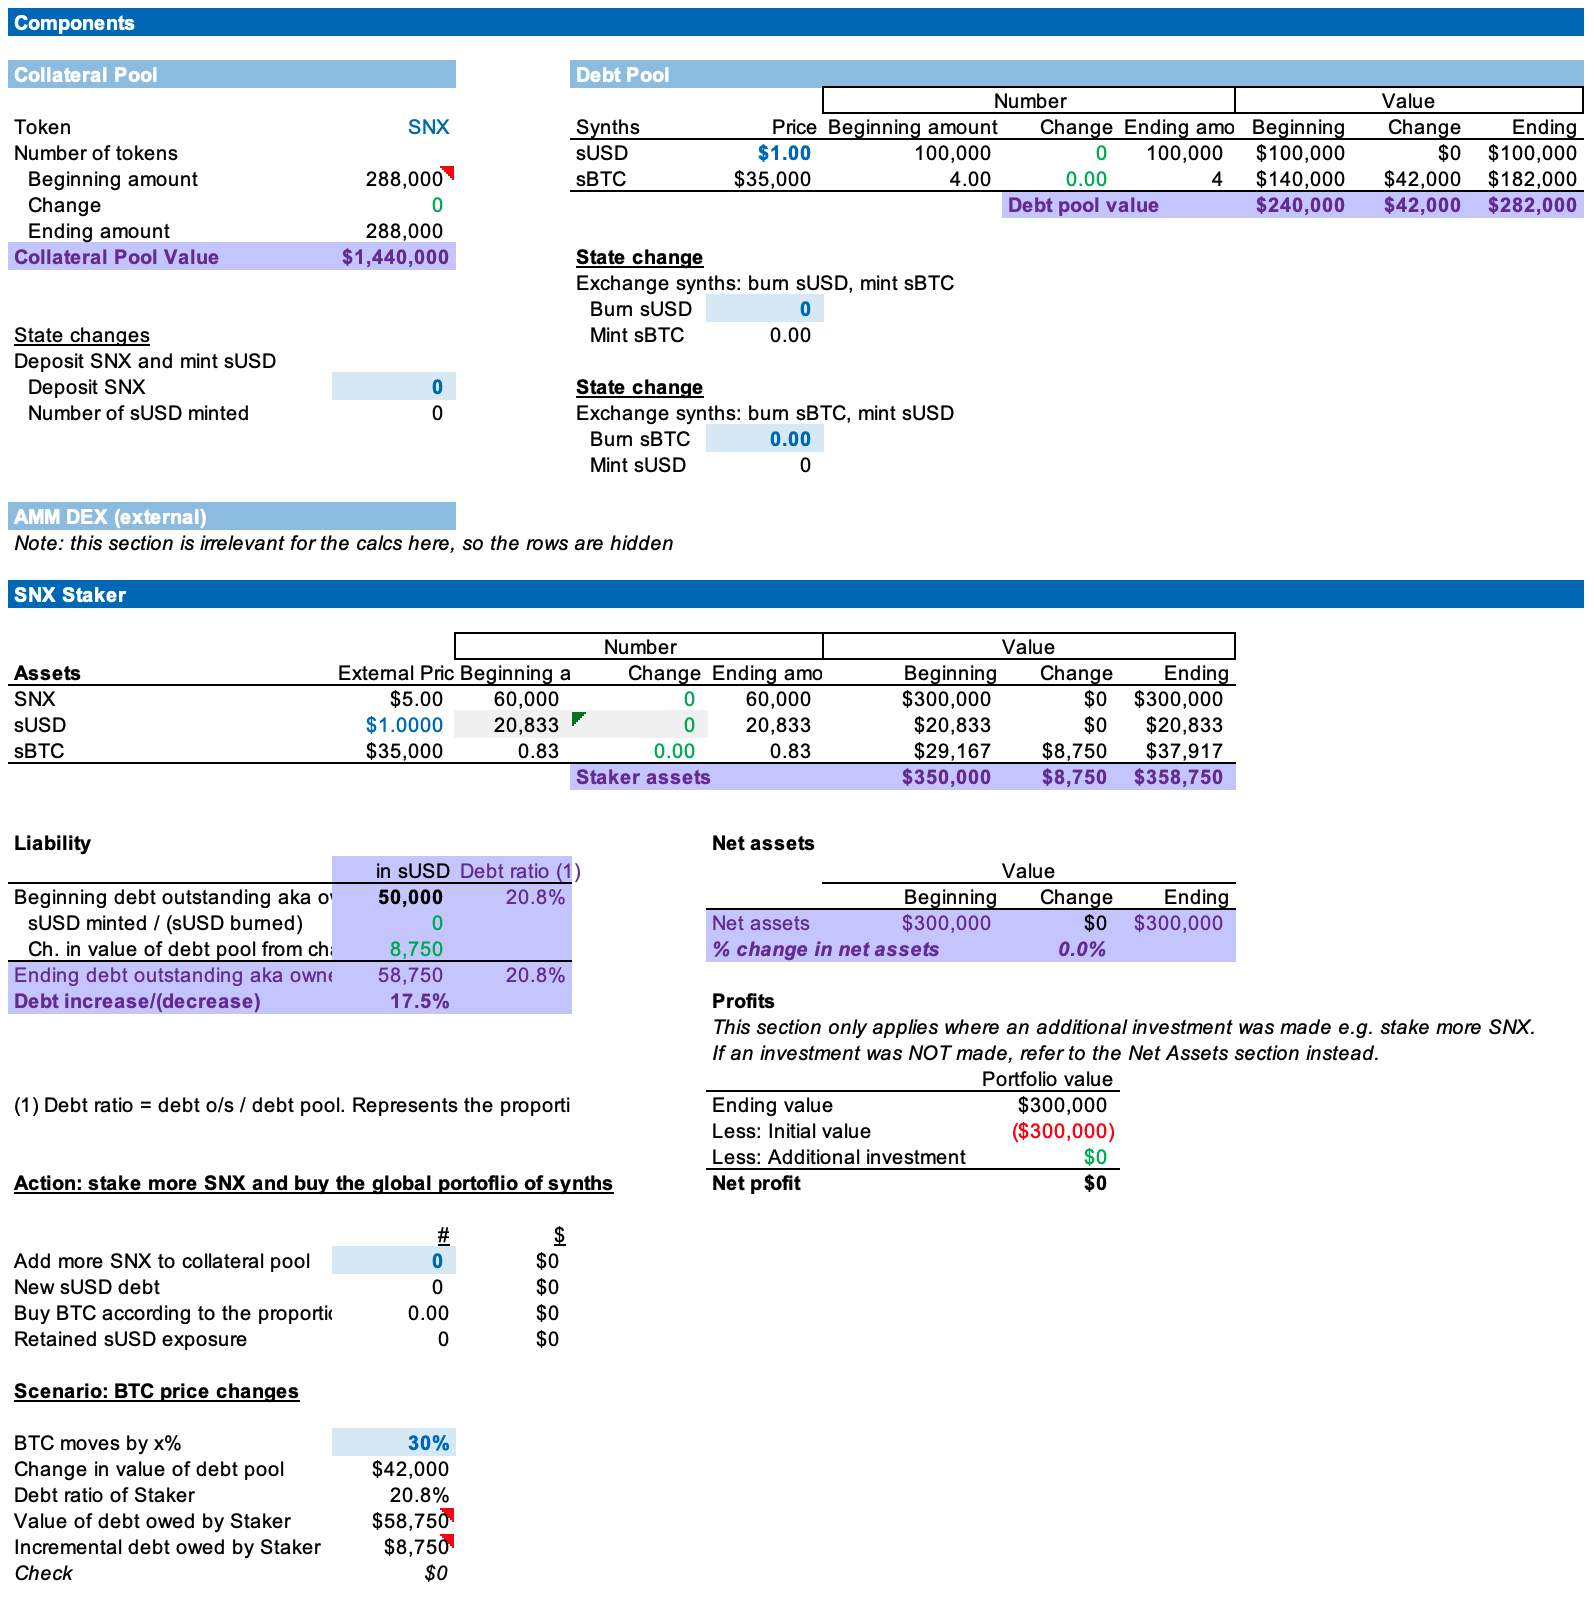 Components
Collateral Pool
Debt Pool
Number Value
Token SNX
Synths Price Beginning amount Change Ending amo Beginning Change Ending
Number of tokens
sUSD $1.00 100,000 0 100,000 $100,000 $0 $100,000
Beginning amount 288,000
sBTC $35,000 4.00 0.00 4 $140,000 $42,000 $182,000
Change 0
Debt pool value $240,000 $42,000 $282,000
Ending amount 288,000
Collateral Pool Value $1,440,000
State change
Exchange synths: burn sUSD, mint sBTC
Burn sUSD 0
Mint sBTC 0.00
State changes
Deposit SNX and mint sUSD
Deposit SNX 0
Number of sUSD minted 0
State change
Exchange synths: burn sBTC, mint sUSD
Burn sBTC 0.00
Mint sUSD 0
AMM DEX (external)
Note: this section is irrelevant for the calcs here, so the rows are hidden
SNX Staker
Number Value
Assets External Pric Beginning a Change Ending amo Beginning Change Ending
SNX $5.00 60,000 0 60,000 $300,000 $0 $300,000
sUSD $1.0000 20,833 0 20,833 $20,833 $0 $20,833
sBTC $35,000 0.83 0.00 0.83 $29,167 $8,750 $37,917
Staker assets $350,000 $8,750 $358,750
Liability
in sUSD Debt ratio (1)
Beginning debt outstanding aka o 50,000 20.8%
sUSD minted / (sUSD burned) 0
Ch. in value of debt pool from cha 8,750
Ending debt outstanding aka owne 58,750 20.8%
Debt increase/(decrease) 17.5%
Net assets
Value
Beginning Change Ending
Net assets $300,000 $0 $300,000
% change in net assets 0.0%
Profits
This section only applies where an additional investment was made e.g. stake more SNX.
If an investment was NOT made, refer to the Net Assets section instead.
Portfolio value
Ending value $300,000
Less: Initial value ($300,000)
Less: Additional investment $0
Net profit $0
(1) Debt ratio = debt o/s / debt pool. Represents the proporti
Action: stake more SNX and buy the global portoflio of synths
# $
Add more SNX to collateral pool 0 $0
New sUSD debt 0 $0
Buy BTC according to the proportio 0.00 $0
Retained sUSD exposure 0 $0
Scenario: BTC price changes
BTC moves by x% 30%
Change in value of debt pool $42,000
Debt ratio of Staker 20.8%
Value of debt owed by Staker $58,750
Incremental debt owed by Staker $8,750
Check $0